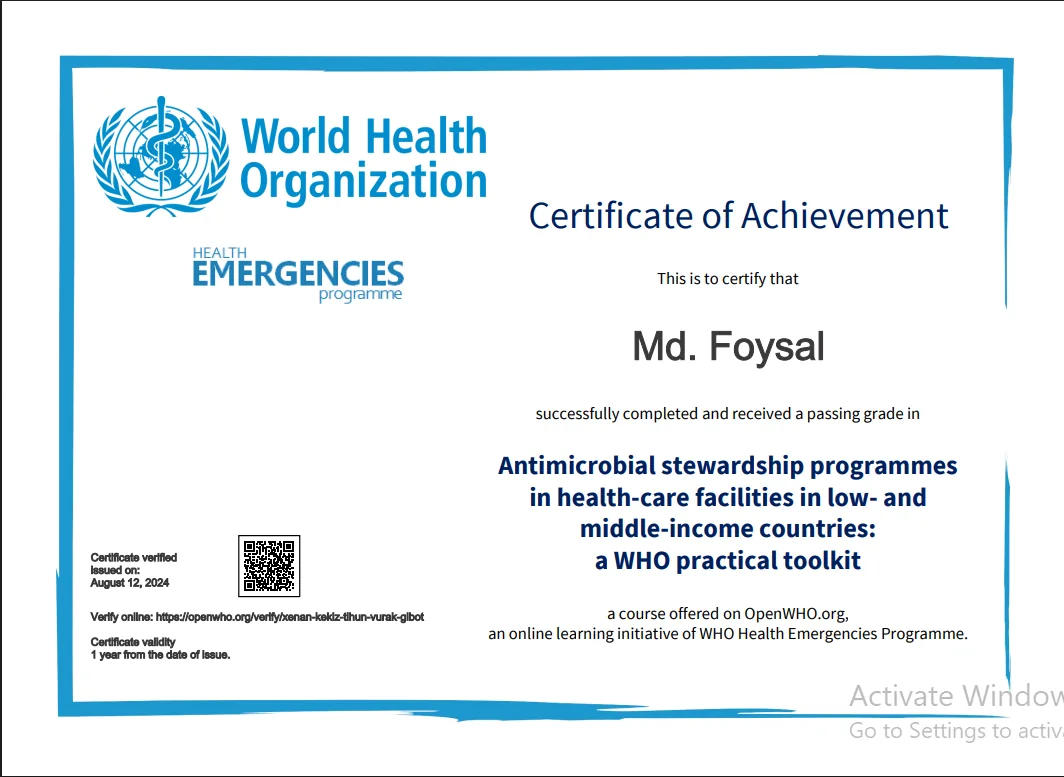 World Health
Organization
HEALTH
EMERGENCIES
programme
Certificate of Achievement
This is to certify that
Md. Foysal
successfully completed and received a passing grade in
Antimicrobial stewardship programmes
in health-care facilities in low- and
middle-income countries:
a WHO practical toolkit
a course offered on OpenWHO.org,
an online learning initiative of WHO Health Emergencies Programme.
Certificate verified
issued on:
August 12, 2024
Verify online: https://openwho.org/verify/xenan-kekiz-tihun-vurak-gibot
Certificate validity
1 year from the date of issue.
Activate Window
Go to Settings to activa